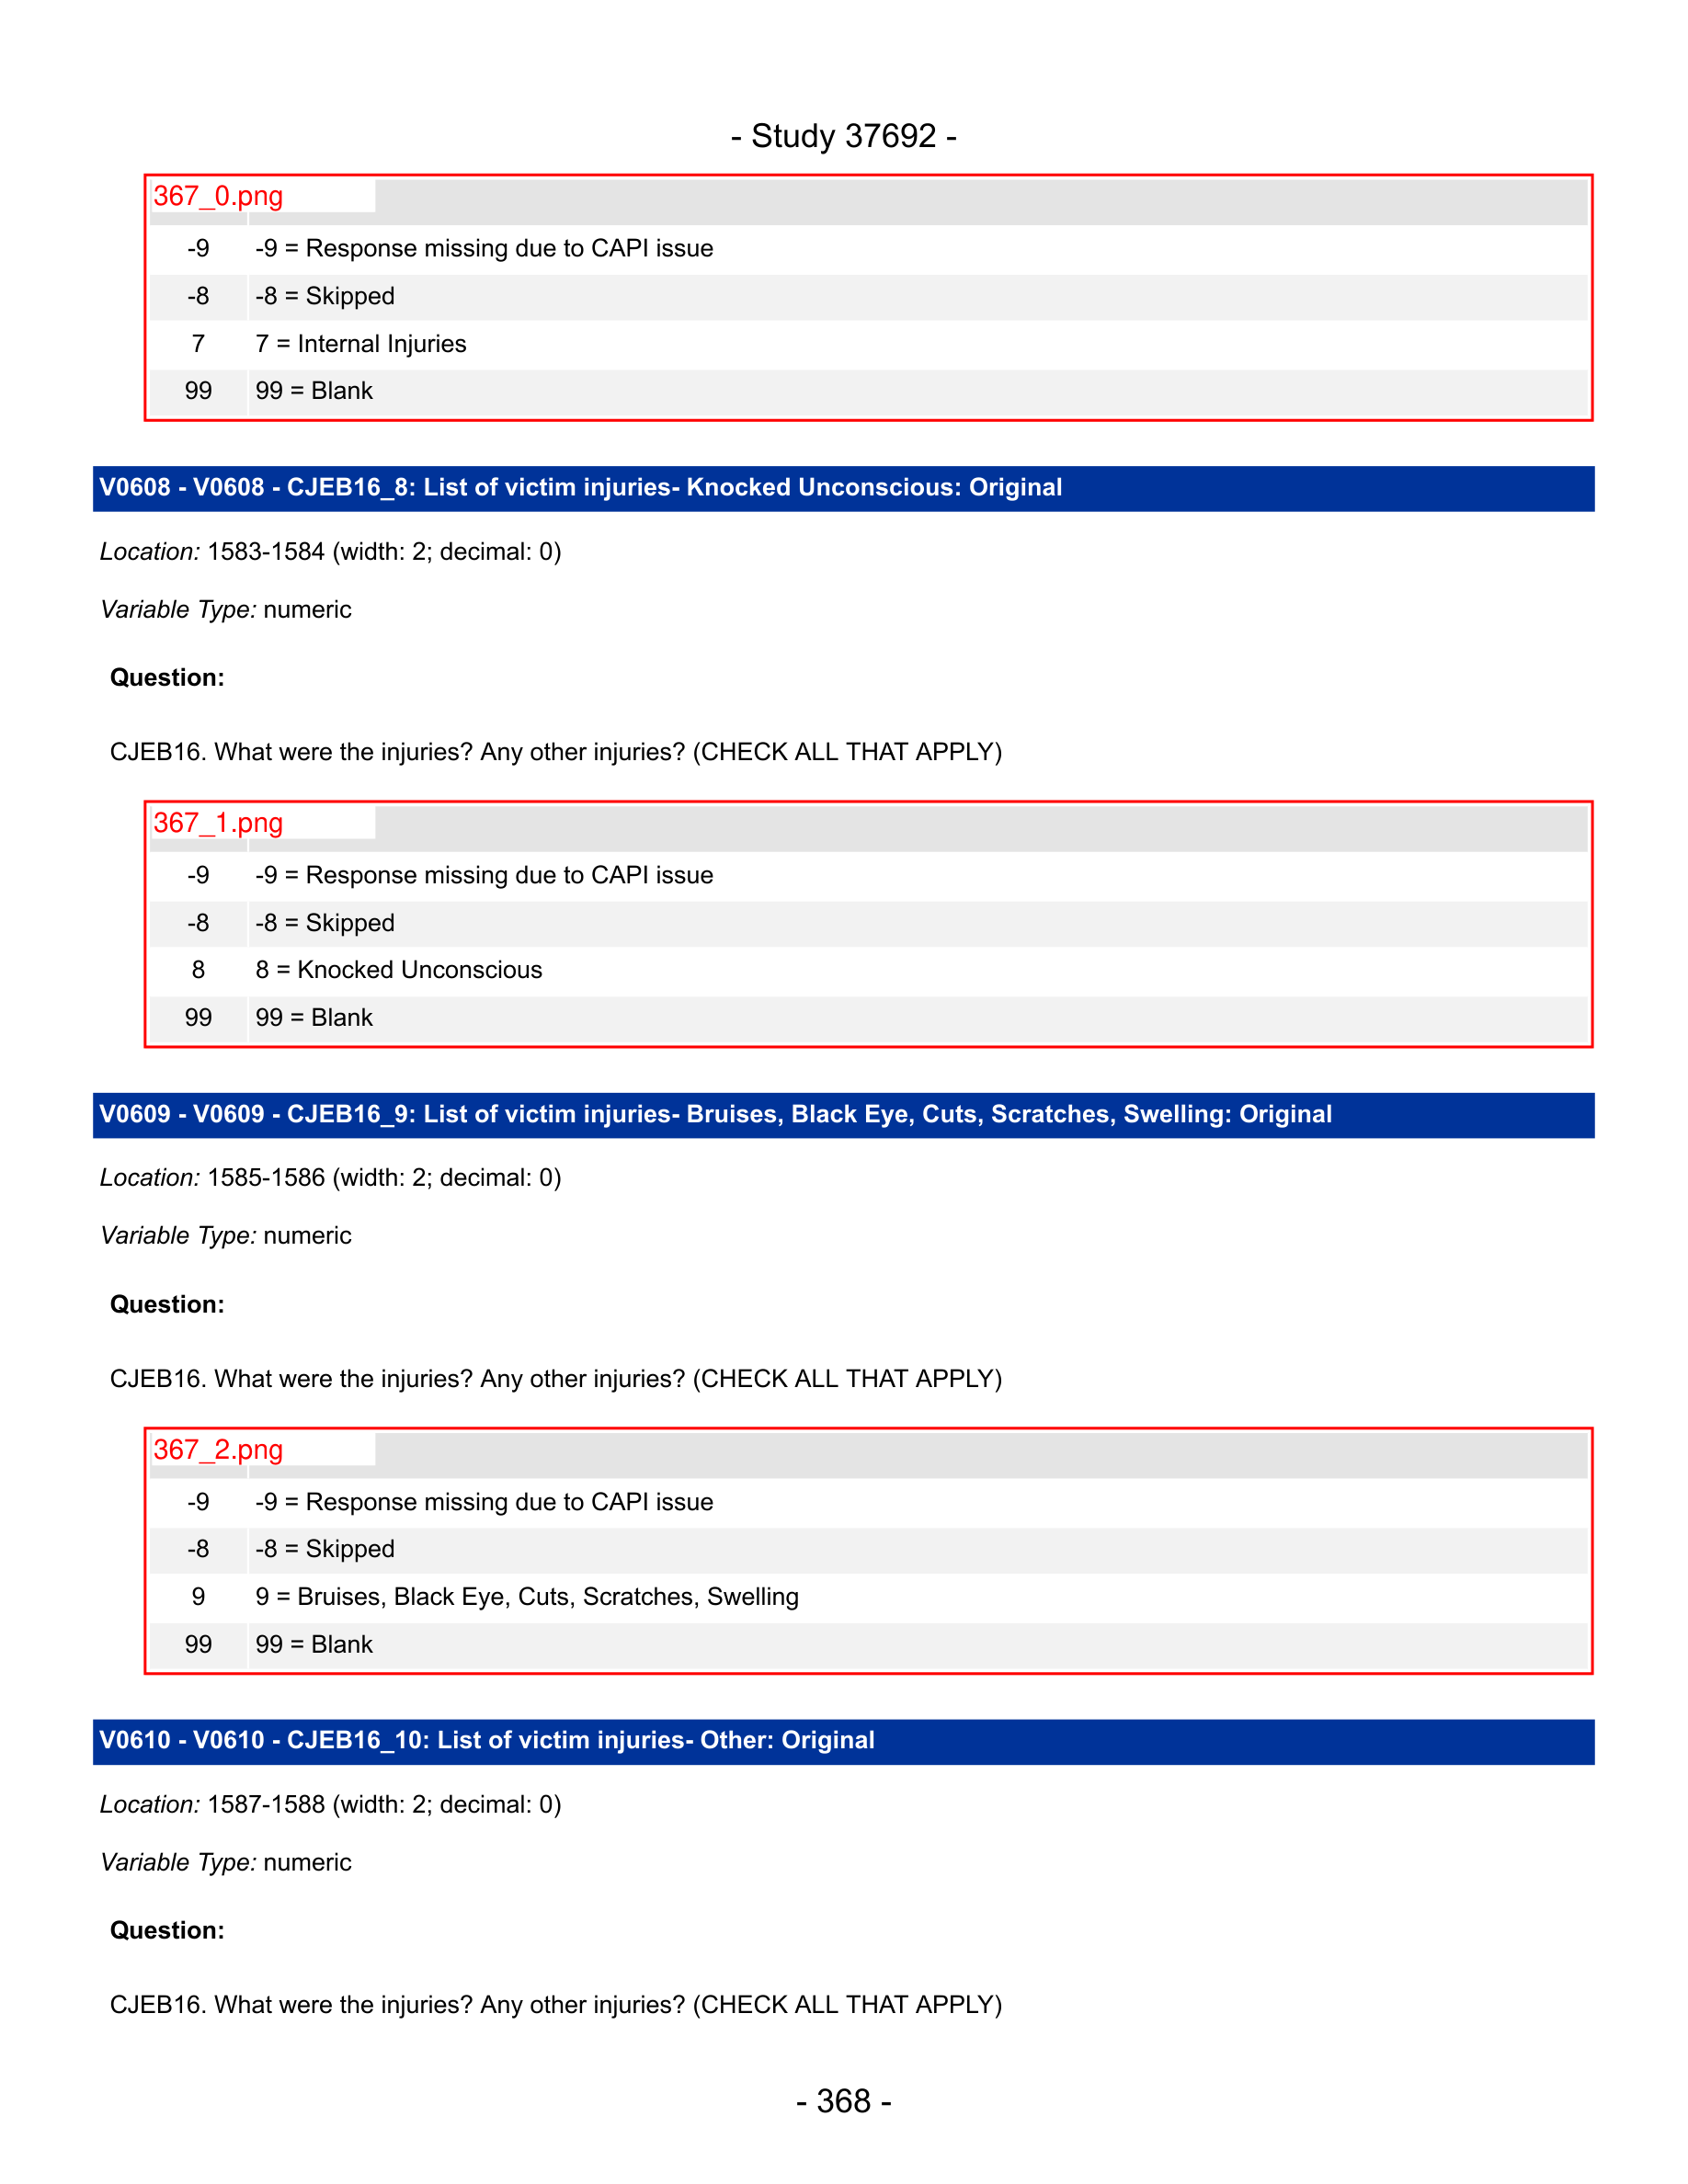 - Study 37692 -
367_0.png
-9 -9 = Response missing due to CAPI issue
-8 -8 = Skipped
7 7 = Internal Injuries
99 99 = Blank
V0608 - V0608 - CJEB16_8: List of victim injuries- Knocked Unconscious: Original
Location: 1583-1584 (width: 2; decimal: 0)
Variable Type: numeric
Question:
CJEB16. What were the injuries? Any other injuries? (CHECK ALL THAT APPLY)
367_1.png
-9 -9 = Response missing due to CAPI issue
-8 -8 = Skipped
8 8 = Knocked Unconscious
99 99 = Blank
V0609 - V0609 - CJEB16_9: List of victim injuries- Bruises, Black Eye, Cuts, Scratches, Swelling: Original
Location: 1585-1586 (width: 2; decimal: 0)
Variable Type: numeric
Question:
CJEB16. What were the injuries? Any other injuries? (CHECK ALL THAT APPLY)
367_2.png
-9 -9 = Response missing due to CAPI issue
-8 -8 = Skipped
9 9 = Bruises, Black Eye, Cuts, Scratches, Swelling
99 99 = Blank
V0610 - V0610 - CJEB16_10: List of victim injuries- Other: Original
Location: 1587-1588 (width: 2; decimal: 0)
Variable Type: numeric
Question:
CJEB16. What were the injuries? Any other injuries? (CHECK ALL THAT APPLY)
- 368 -